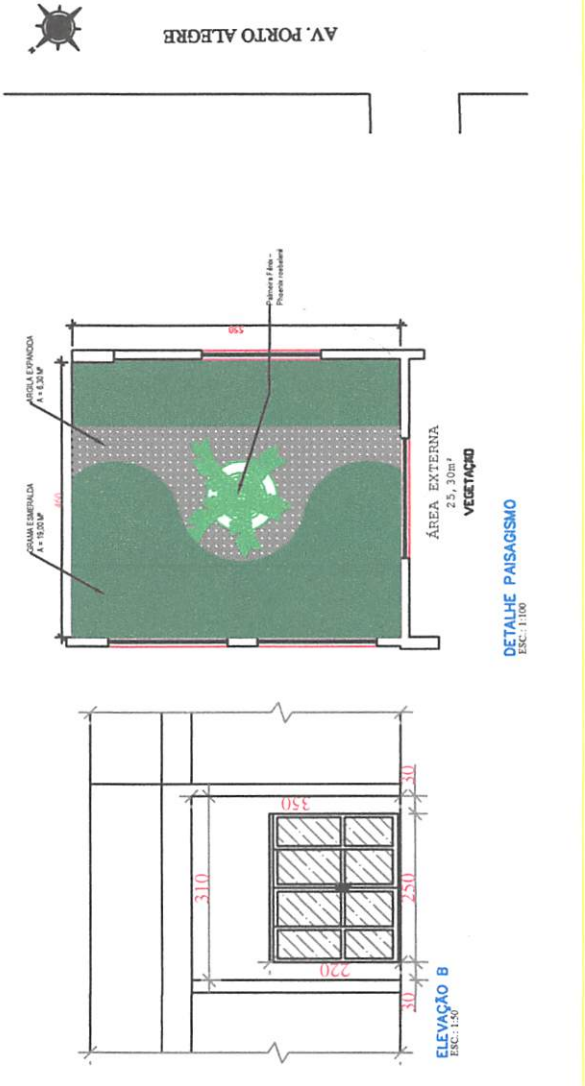 AV. PORTO ALEGRE
ARGILA EXPANDIDA
A = 6,30 M²
GRAMA ESMERALDA
A = 19,00 M²
460
550
Palmeira Fênix -
Phoenix roebelenii
ÁREA EXTERNA
25,30m²
VEGETAÇÃO
DETALHE PAISAGISMO
ESC.: 1:100
310
350
220
30
250
30
ELEVAÇÃO B
ESC.: 1:50